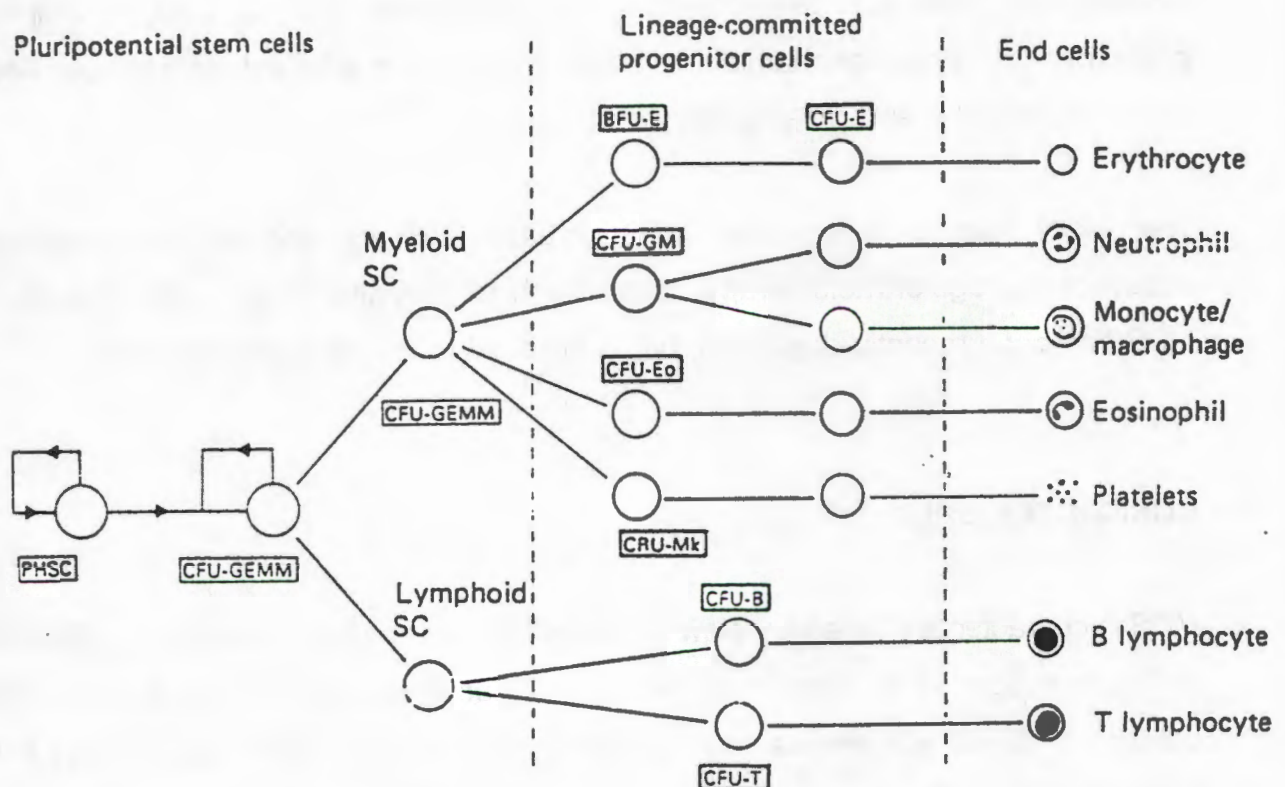 Pluripotential stem cells
Lineage-committed
progenitor cells
End cells
BFU-E
CFU-E
Erythrocyte
Myeloid
SC
CFU-GM
Neutrophil
Monocyte/
macrophage
CFU-Eo
CFU-GEMM
Eosinophil
CRU-Mk
Platelets
PHSC
CFU-GEMM
Lymphoid
SC
CFU-B
B lymphocyte
CFU-T
T lymphocyte